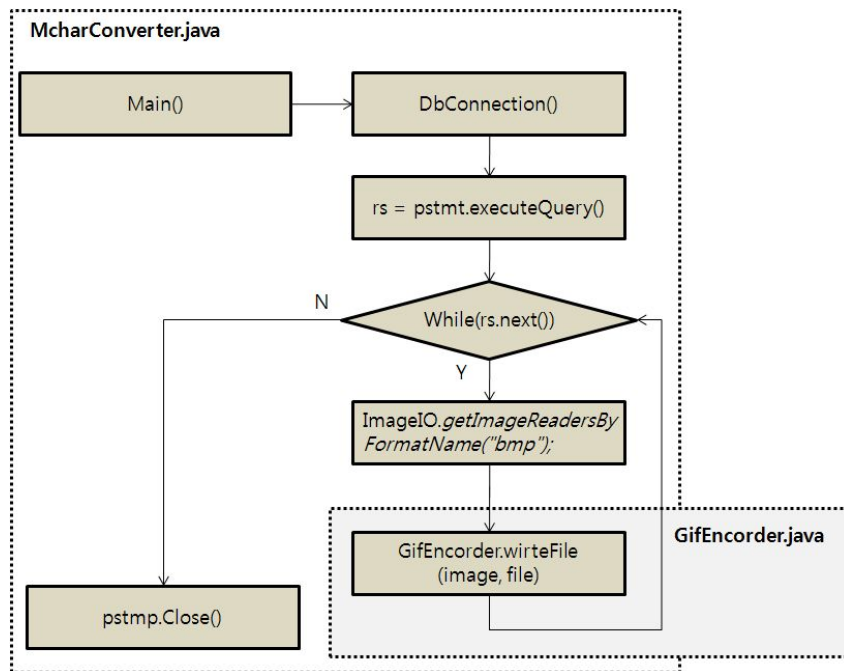 McharConverter.java
Main()
DbConnection()
rs = pstmt.executeQuery()
While(rs.next())
N
Y
ImageIO.getImageReadersBy
FormatName("bmp");
GifEncorder.java
GifEncorder.wirteFile
(image, file)
pstmp.Close()